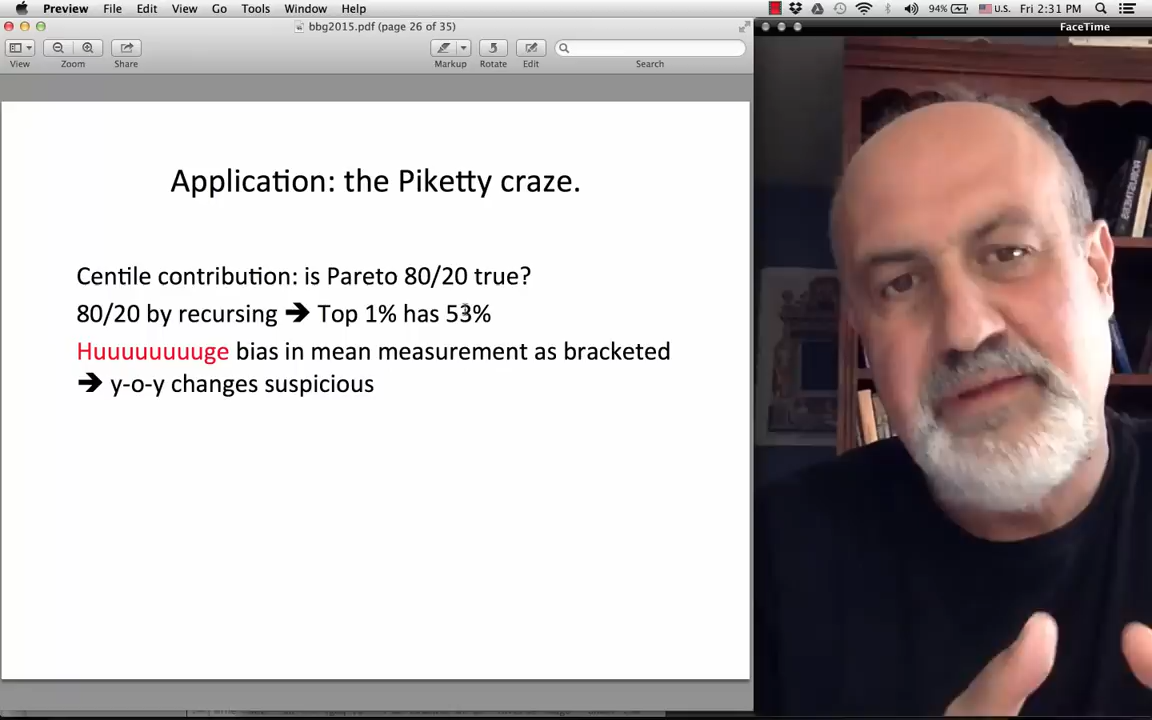 Preview File Edit View Go Tools Window Help 94% U.S. Fri 2:31 PM
bbg2015.pdf (page 26 of 35)
FaceTime
View Zoom Share Markup Rotate Edit Search
Application: the Piketty craze.
Centile contribution: is Pareto 80/20 true?
80/20 by recursing ➔ Top 1% has 53%
Huuuuuuuuge bias in mean measurement as bracketed
➔ y-o-y changes suspicious